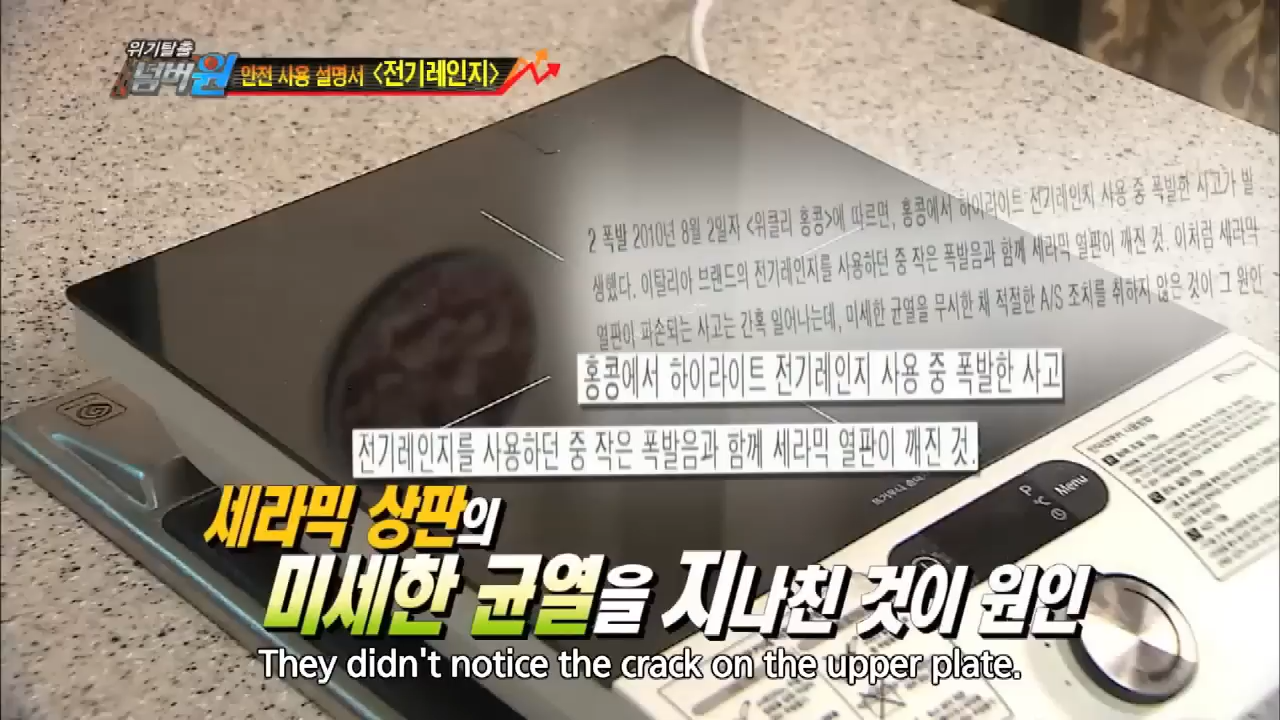 위기탈출
넘버원
안전 사용 설명서 <전기레인지>
2 폭발 2010년 8월 2일자 <위클리 홍콩>에 따르면, 홍콩에서 하이라이트 전기레인지 사용 중 폭발한 사고가 발
생했다. 이탈리아 브랜드의 전기레인지를 사용하던 중 작은 폭발음과 함께 세라믹 열판이 깨진 것. 이처럼 세라믹
열판이 파손되는 사고는 간혹 일어나는데, 미세한 균열을 무시한 채 적절한 A/S 조치를 취하지 않은 것이 그 원인
홍콩에서 하이라이트 전기레인지 사용 중 폭발한 사고
전기레인지를 사용하던 중 작은 폭발음과 함께 세라믹 열판이 깨진 것.
P Menu
세라믹 상판의
미세한 균열을 지나친 것이 원인
They didn't notice the crack on the upper plate.